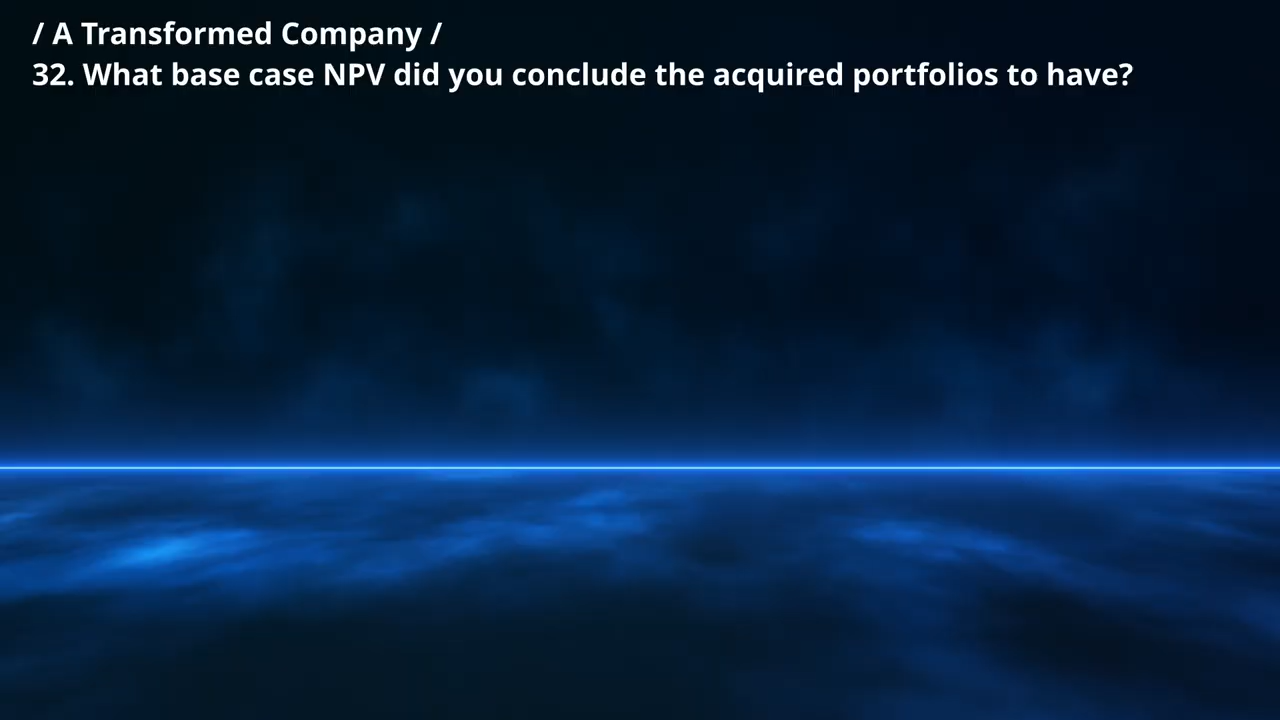 / A Transformed Company /
32. What base case NPV did you conclude the acquired portfolios to have?